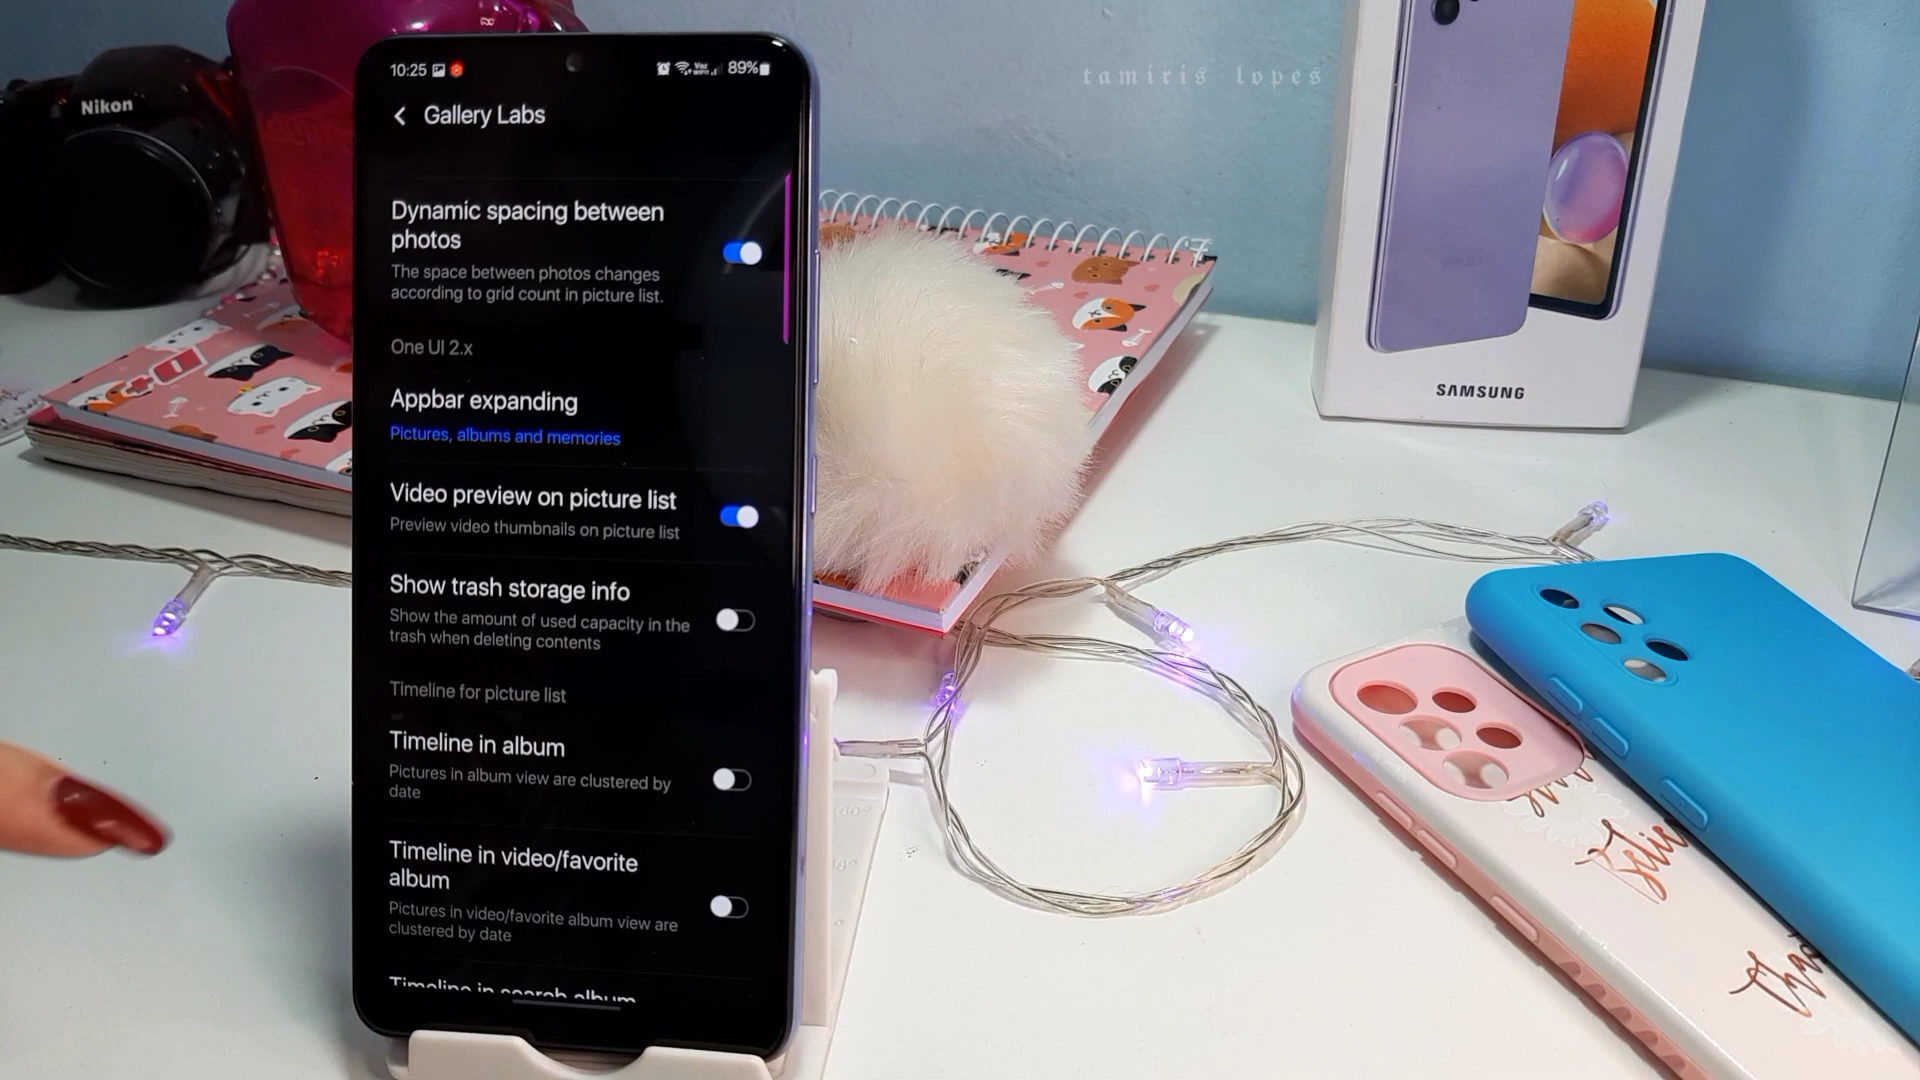 Nikon
tamiris lopes
10:25
89%
Gallery Labs
Dynamic spacing between
photos
The space between photos changes
according to grid count in picture list.
One UI 2.x
Appbar expanding
Pictures, albums and memories
Video preview on picture list
Preview video thumbnails on picture list
Show trash storage info
Show the amount of used capacity in the
trash when deleting contents
Timeline for picture list
Timeline in album
Pictures in album view are clustered by
date
Timeline in video/favorite
album
Pictures in video/favorite album view are
clustered by date
Timeline in search album
SAMSUNG